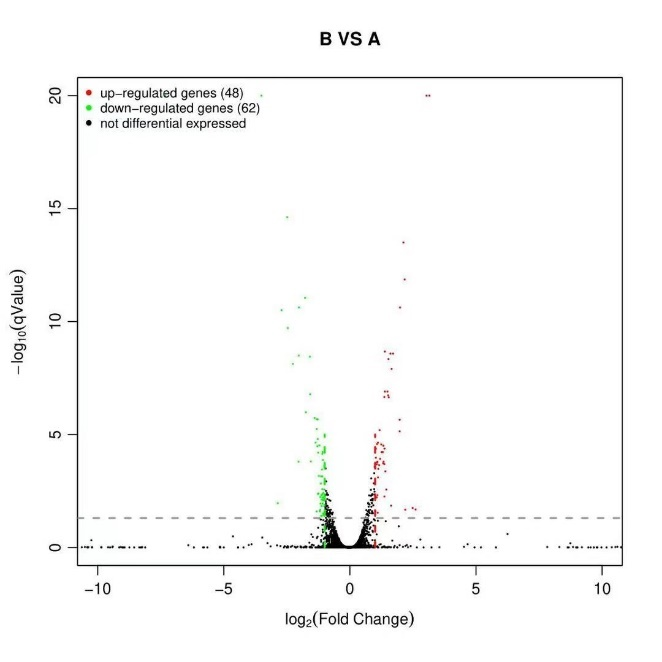 B VS A
up−regulated genes (48)
down−regulated genes (62)
not differential expressed
20
15
10
5
0
−log10(qValue)
−10 −5 0 5 10
log2(Fold Change)